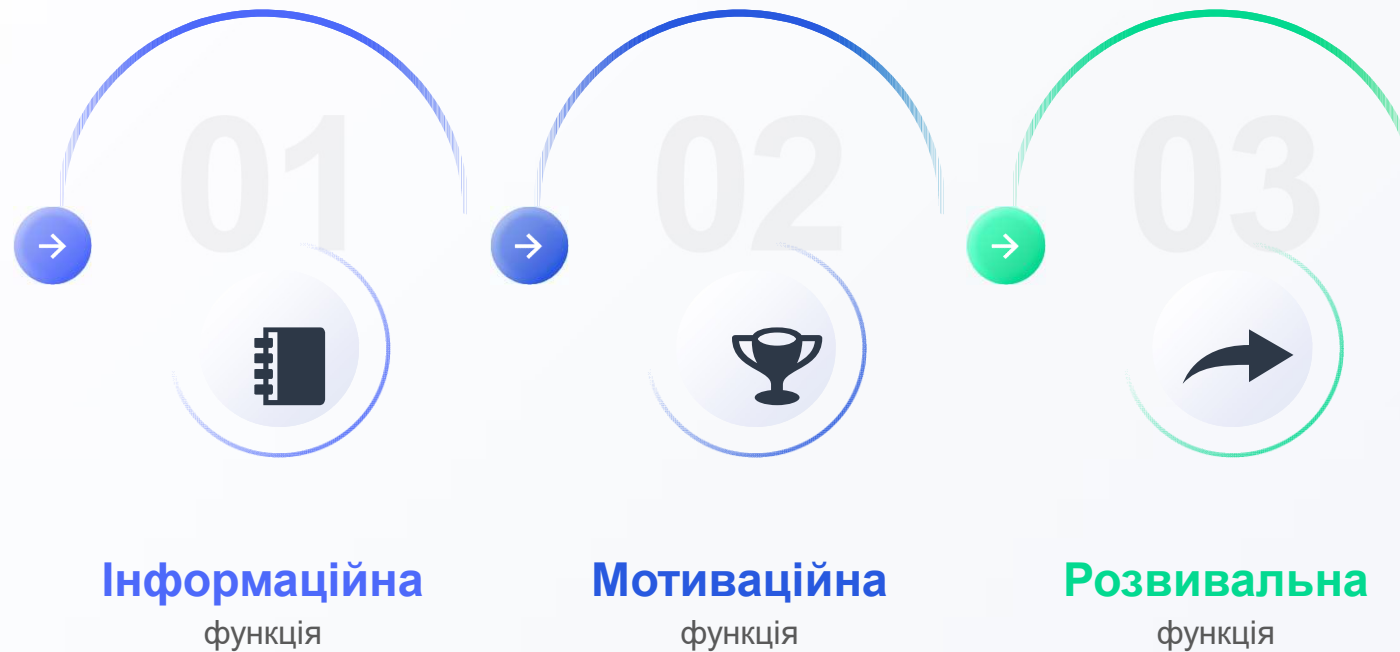 01
02
03
Інформаційна
функція
Мотиваційна
функція
Розвивальна
функція